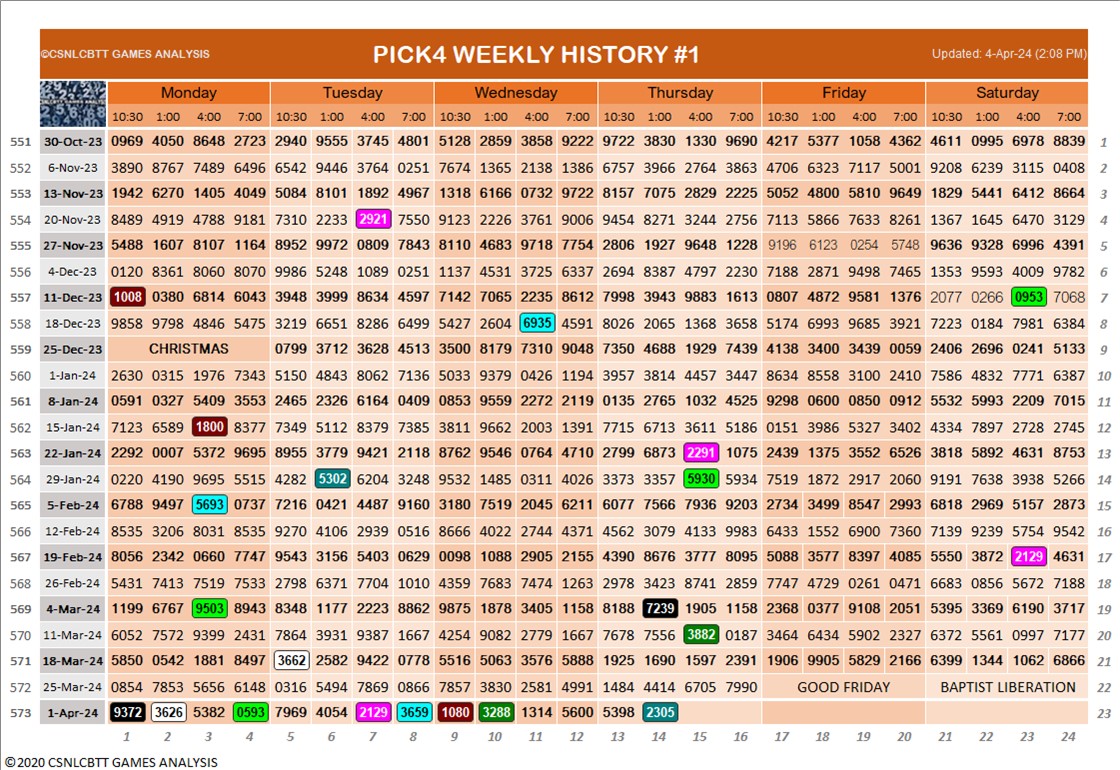 ©CSNLCBTT GAMES ANALYSIS PICK4 WEEKLY HISTORY #1 Updated: 4-Apr-24 (2:08 PM)
Monday Tuesday Wednesday Thursday Friday Saturday
10:30 1:00 4:00 7:00 10:30 1:00 4:00 7:00 10:30 1:00 4:00 7:00 10:30 1:00 4:00 7:00 10:30 1:00 4:00 7:00 10:30 1:00 4:00 7:00
551 30-Oct-23 0969 4050 8648 2723 2940 9555 3745 4801 5128 2859 3858 9222 9722 3830 1330 9690 4217 5377 1058 4362 4611 0995 6978 8839 1
552 6-Nov-23 3890 8767 7489 6496 6542 9446 3764 0251 7674 1365 2138 1386 6757 3966 2764 3863 4706 6323 7117 5001 9208 6239 3115 0408 2
553 13-Nov-23 1942 6270 1405 4049 5084 8101 1892 4967 1318 6166 0732 9722 8157 7075 2829 2225 5052 4800 5810 9649 1829 5441 6412 8664 3
554 20-Nov-23 8489 4919 4788 9181 7310 2233 2921 7550 9123 2226 3761 9006 9454 8271 3244 2756 7113 5266 7633 8261 1367 1645 6470 3129 4
555 27-Nov-23 5488 1607 8107 1164 8952 9972 0809 7843 8110 4683 9718 7754 2806 1927 9648 1228 9196 6123 0254 5748 9636 9328 6996 4391 5
556 4-Dec-23 0120 8361 8060 8070 9986 5248 1089 0251 1137 4531 3725 6337 2694 8387 4797 2230 7188 2871 9498 7465 1353 9593 4009 9782 6
557 11-Dec-23 1008 0380 6814 6043 3948 3999 8634 4597 7142 7065 2235 8612 7998 3943 9883 1613 0807 4872 9581 1376 2077 0266 0953 7068 7
558 18-Dec-23 9858 9798 4846 5475 3219 6651 8286 6499 5427 2604 6935 4591 8026 2065 1368 3658 5174 6993 9685 3921 7223 0184 7981 6384 8
559 25-Dec-23 CHRISTMAS 0799 3712 3628 4513 3500 8179 7310 9048 7350 4688 1929 7439 4138 3400 3439 0059 2406 2696 0241 5133 9
560 1-Jan-24 2630 0315 1976 7343 5150 4843 8062 7136 5033 9379 0426 1194 3957 3814 4457 3447 8634 8558 3100 2410 7586 4832 7771 6387 10
561 8-Jan-24 0591 0327 5409 3553 2465 2326 6164 0409 0853 9559 2272 2119 0135 2765 1032 4525 9298 0600 0850 0912 5532 5993 2209 7015 11
562 15-Jan-24 7123 6589 1800 8377 7349 5112 8379 7385 3811 9662 2003 1391 7715 6713 3611 5186 0151 3986 5327 3402 4334 7897 2728 2745 12
563 22-Jan-24 2292 0007 5372 9695 8955 3779 9421 2118 8762 9546 0764 4710 2799 6873 2291 1075 2439 1375 3552 6526 3818 5892 4631 8753 13
564 29-Jan-24 0220 4190 9695 5515 4282 5302 6204 3248 9532 1485 0311 4026 3373 3357 5930 5934 7519 1872 2917 2060 9191 7638 3938 5266 14
565 5-Feb-24 6788 9497 5693 0737 7216 0421 4487 9160 3180 7519 2045 6211 6077 7566 7936 9203 2734 3499 8547 2993 6818 2969 5157 2873 15
566 12-Feb-24 8535 3206 8031 8535 9270 4106 2939 0516 8666 4022 2744 4371 4562 3079 4133 9983 6433 1552 6900 7360 7139 9239 5754 9542 16
567 19-Feb-24 8056 2342 0660 7747 9543 3156 5403 0629 0098 1088 2905 2155 4390 8676 3777 8095 5088 3577 8397 4085 5550 3872 2129 4631 17
568 26-Feb-24 5431 7413 7519 7533 2798 6371 7704 1010 4359 7683 7474 1263 2978 3423 8741 2859 7747 4729 0261 0471 6683 0856 5672 7188 18
569 4-Mar-24 1199 6767 9503 8943 8348 1177 2223 8862 9875 1878 3405 1158 8188 7239 1905 1158 2368 0377 9108 2051 5395 3369 6190 3717 19
570 11-Mar-24 6052 7572 9399 2431 7864 3931 9387 1667 4254 9082 2779 1667 7678 7556 3882 0187 3464 6434 5902 2327 6372 5561 0997 7177 20
571 18-Mar-24 5850 0542 1881 8497 3662 2582 9422 0778 5516 5063 3576 5888 1925 1690 1597 2391 1906 9905 5829 2166 6399 1344 1062 6866 21
572 25-Mar-24 0854 7853 5656 6148 0316 5494 7869 0866 7857 3830 2581 4991 1484 4414 6705 7990 GOOD FRIDAY BAPTIST LIBERATION 22
573 1-Apr-24 9372 3626 5382 0593 7969 4054 2129 3659 1080 3288 1314 5600 5398 2305 23
1 2 3 4 5 6 7 8 9 10 11 12 13 14 15 16 17 18 19 20 21 22 23 24
©2020 CSNLCBTT GAMES ANALYSIS